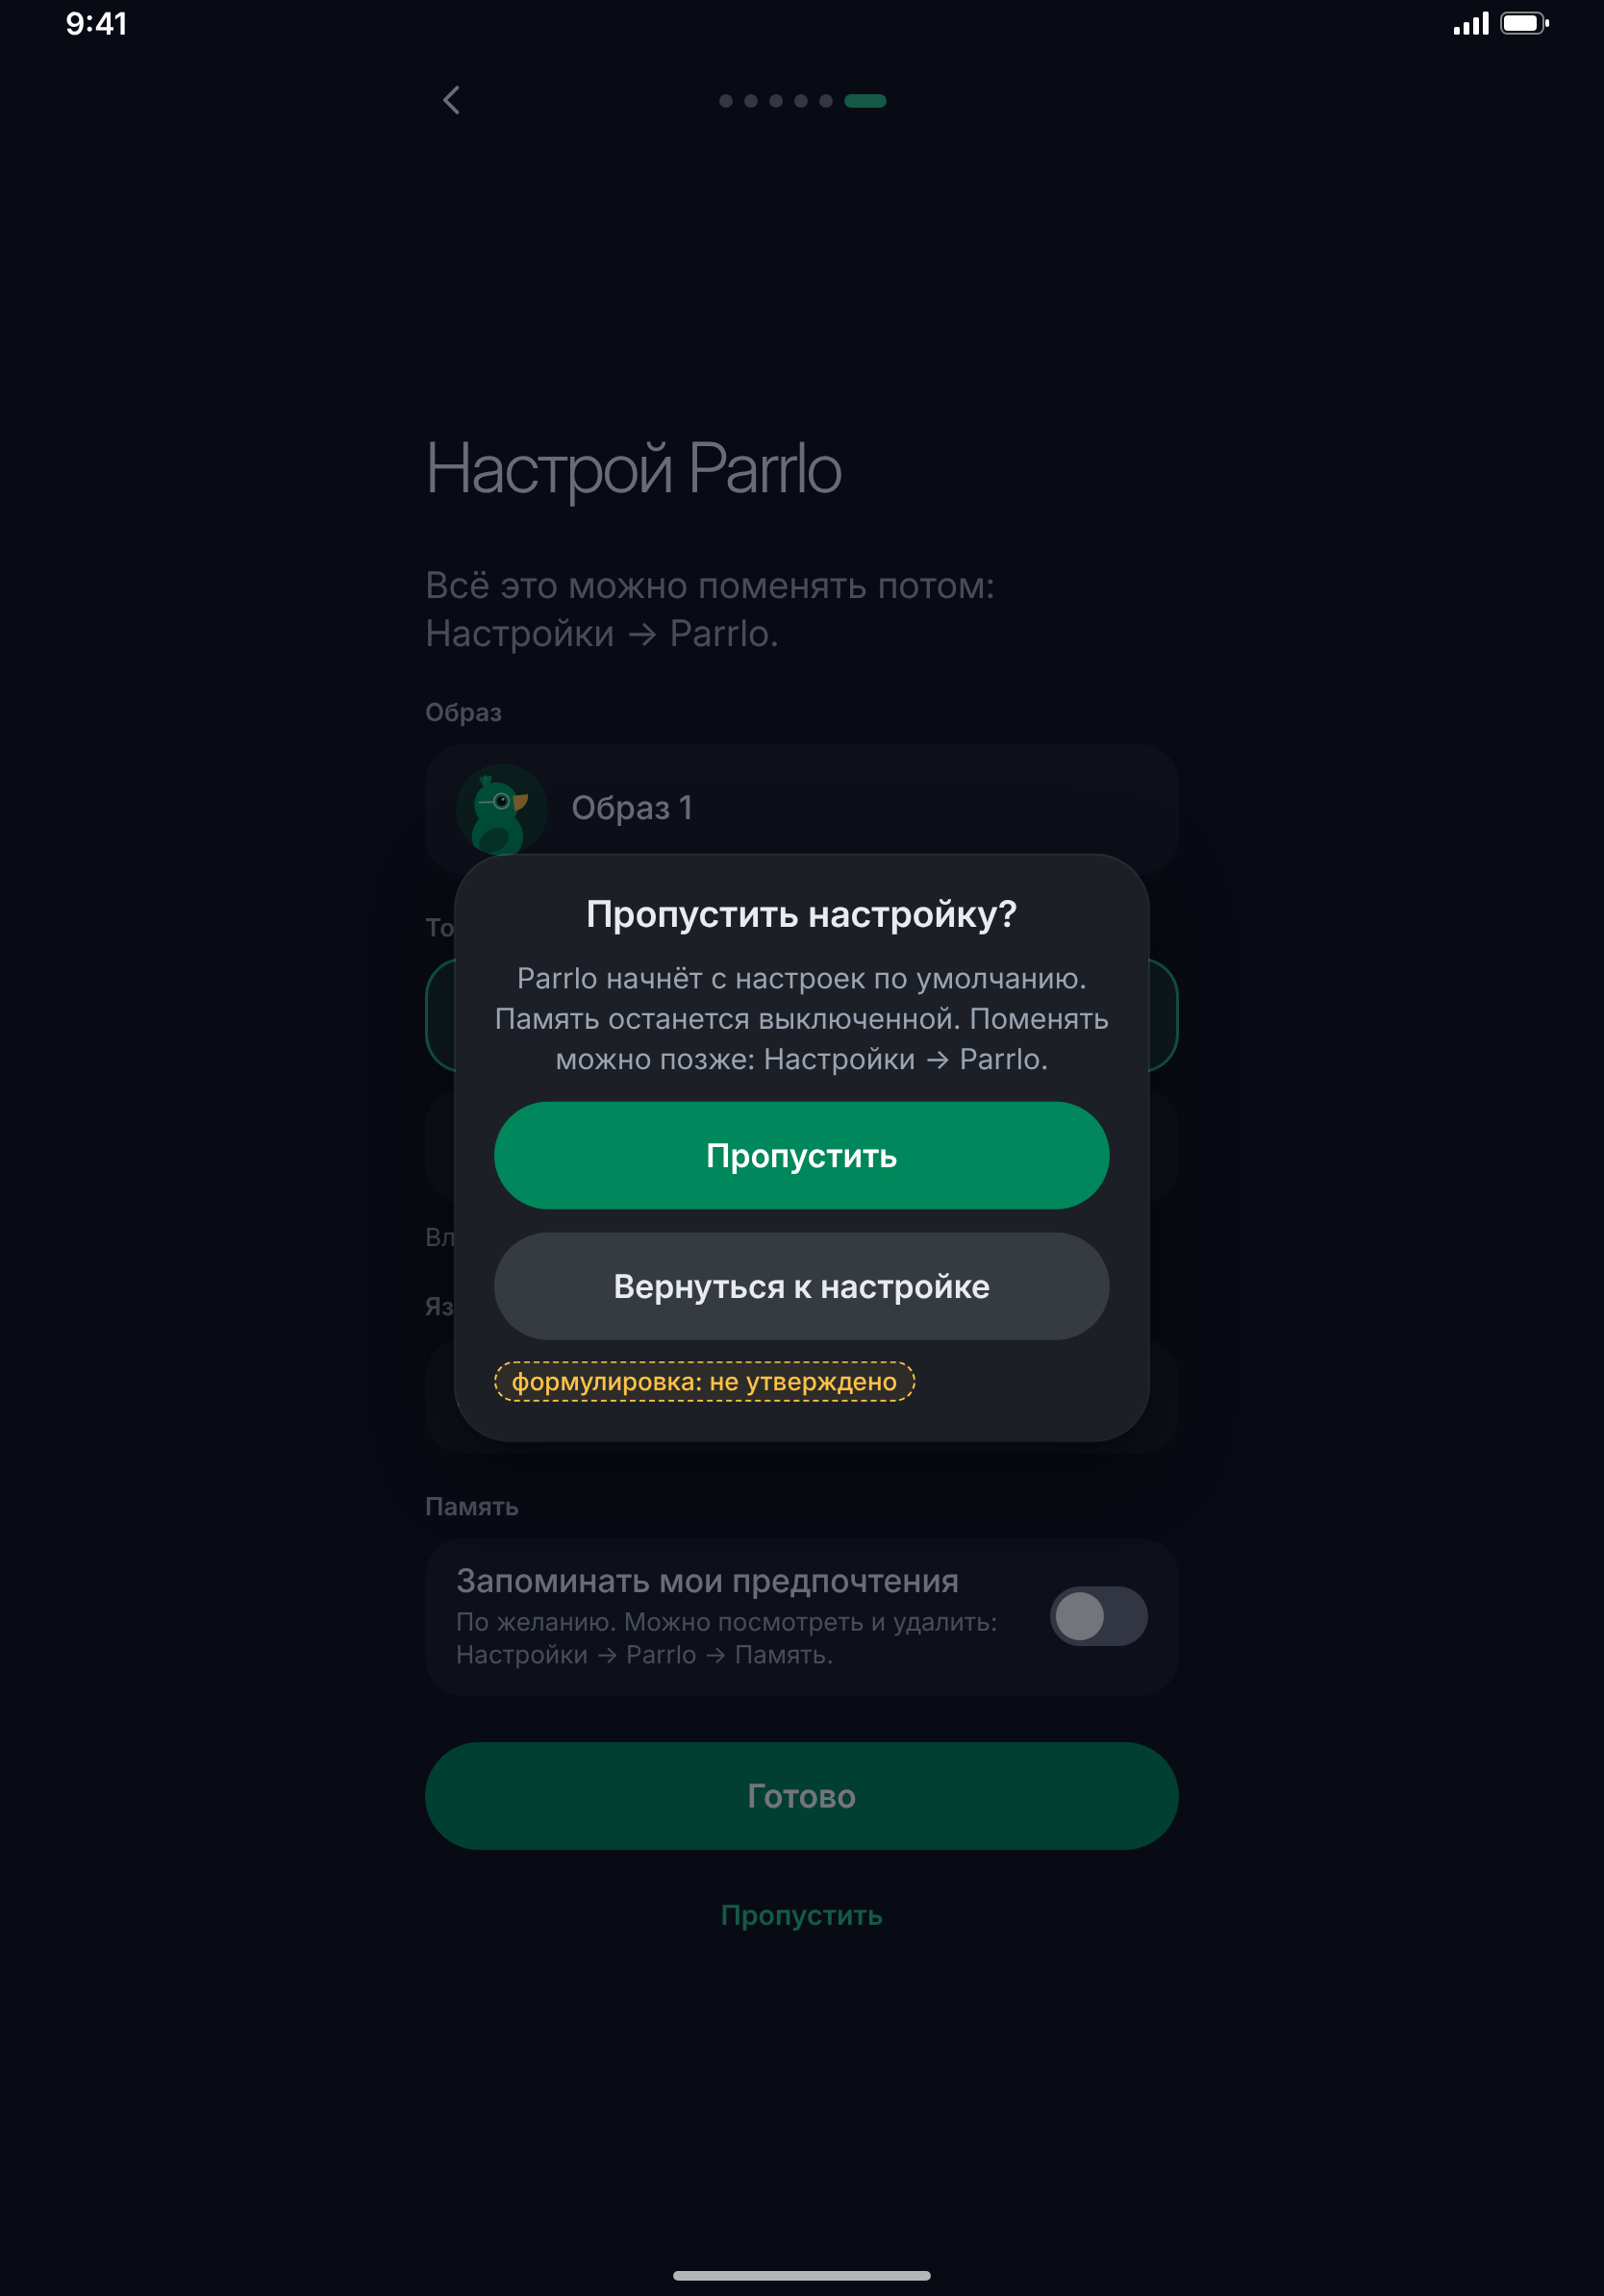 9:41
Настрой Parrlo
Всё это можно поменять потом:
Настройки → Parrlo.
Образ
Образ 1
Пропустить настройку?
Parrlo начнёт с настроек по умолчанию.
Память останется выключенной. Поменять
можно позже: Настройки → Parrlo.
Пропустить
Вернуться к настройке
формулировка: не утверждено
Память
Запоминать мои предпочтения
По желанию. Можно посмотреть и удалить:
Настройки → Parrlo → Память.
Готово
Пропустить